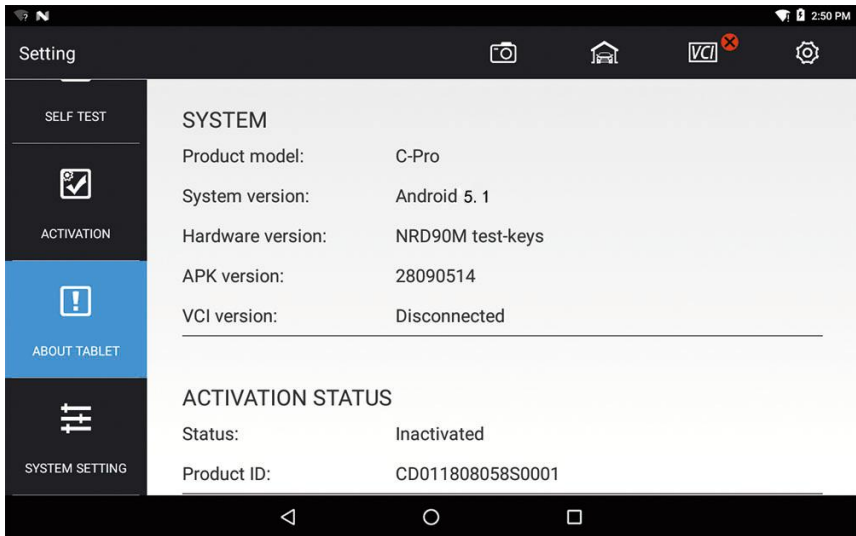 2:50 PM
Setting
VCI
SELF TEST
ACTIVATION
ABOUT TABLET
SYSTEM SETTING
SYSTEM
Product model: C-Pro
System version: Android 5.1
Hardware version: NRD90M test-keys
APK version: 28090514
VCI version: Disconnected
ACTIVATION STATUS
Status: Inactivated
Product ID: CD011808058S0001